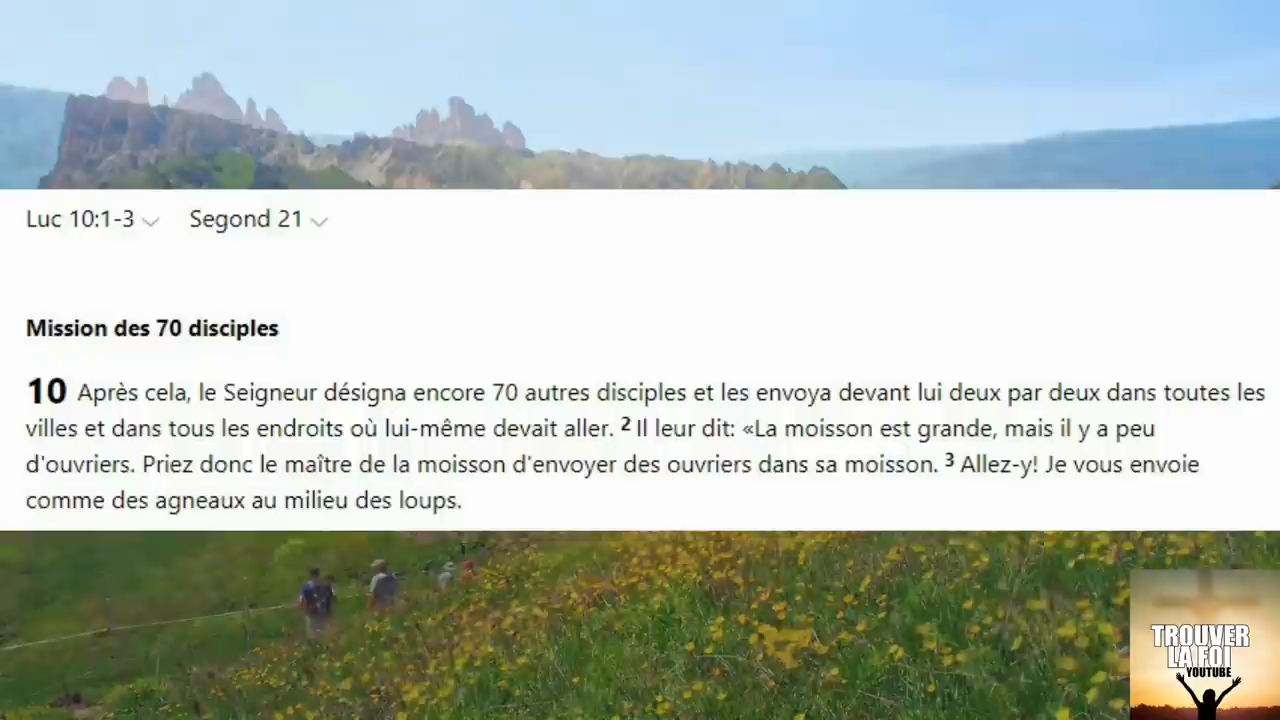 Luc 10:1-3 Segond 21
Mission des 70 disciples
10 Après cela, le Seigneur désigna encore 70 autres disciples et les envoya devant lui deux par deux dans toutes les
villes et dans tous les endroits où lui-même devait aller. 2 Il leur dit: «La moisson est grande, mais il y a peu
d'ouvriers. Priez donc le maître de la moisson d'envoyer des ouvriers dans sa moisson. 3 Allez-y! Je vous envoie
comme des agneaux au milieu des loups.
TROUVER
LA FOI
YOUTUBE